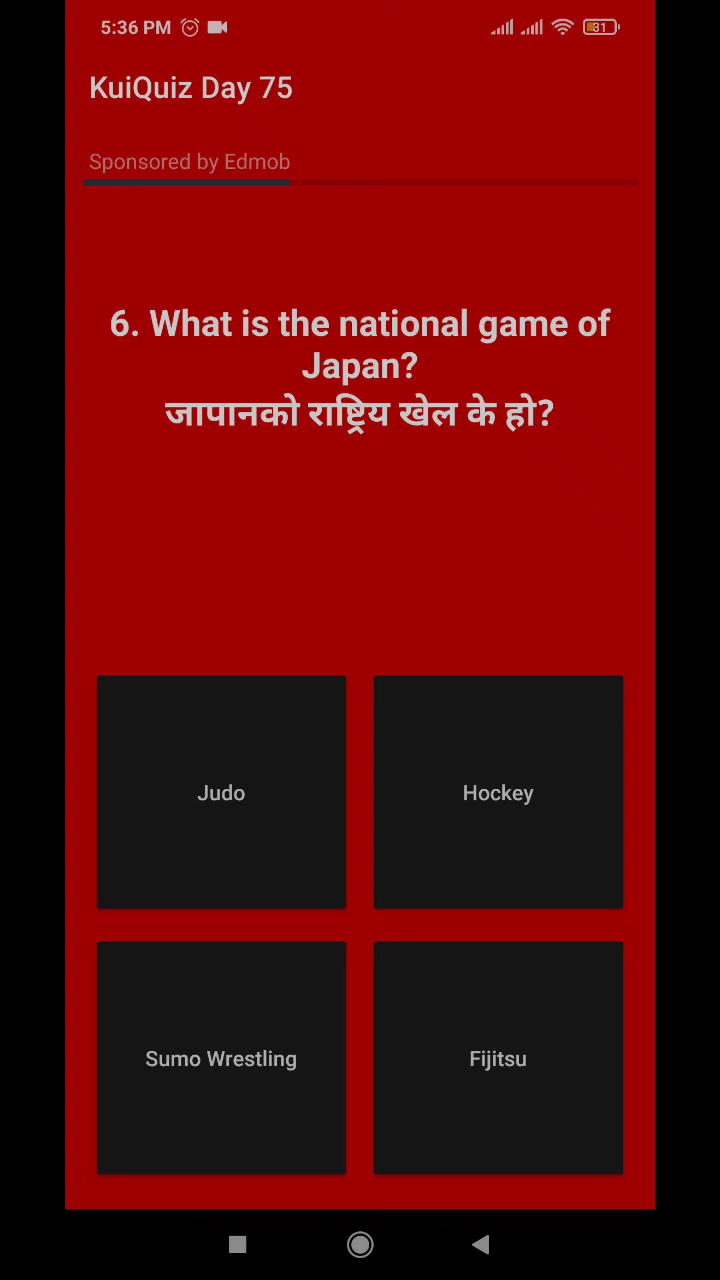 5:36 PM
31
KuiQuiz Day 75
Sponsored by Edmob
6. What is the national game of
Japan?
जापानको राष्ट्रिय खेल के हो?
Judo
Hockey
Sumo Wrestling
Fijitsu